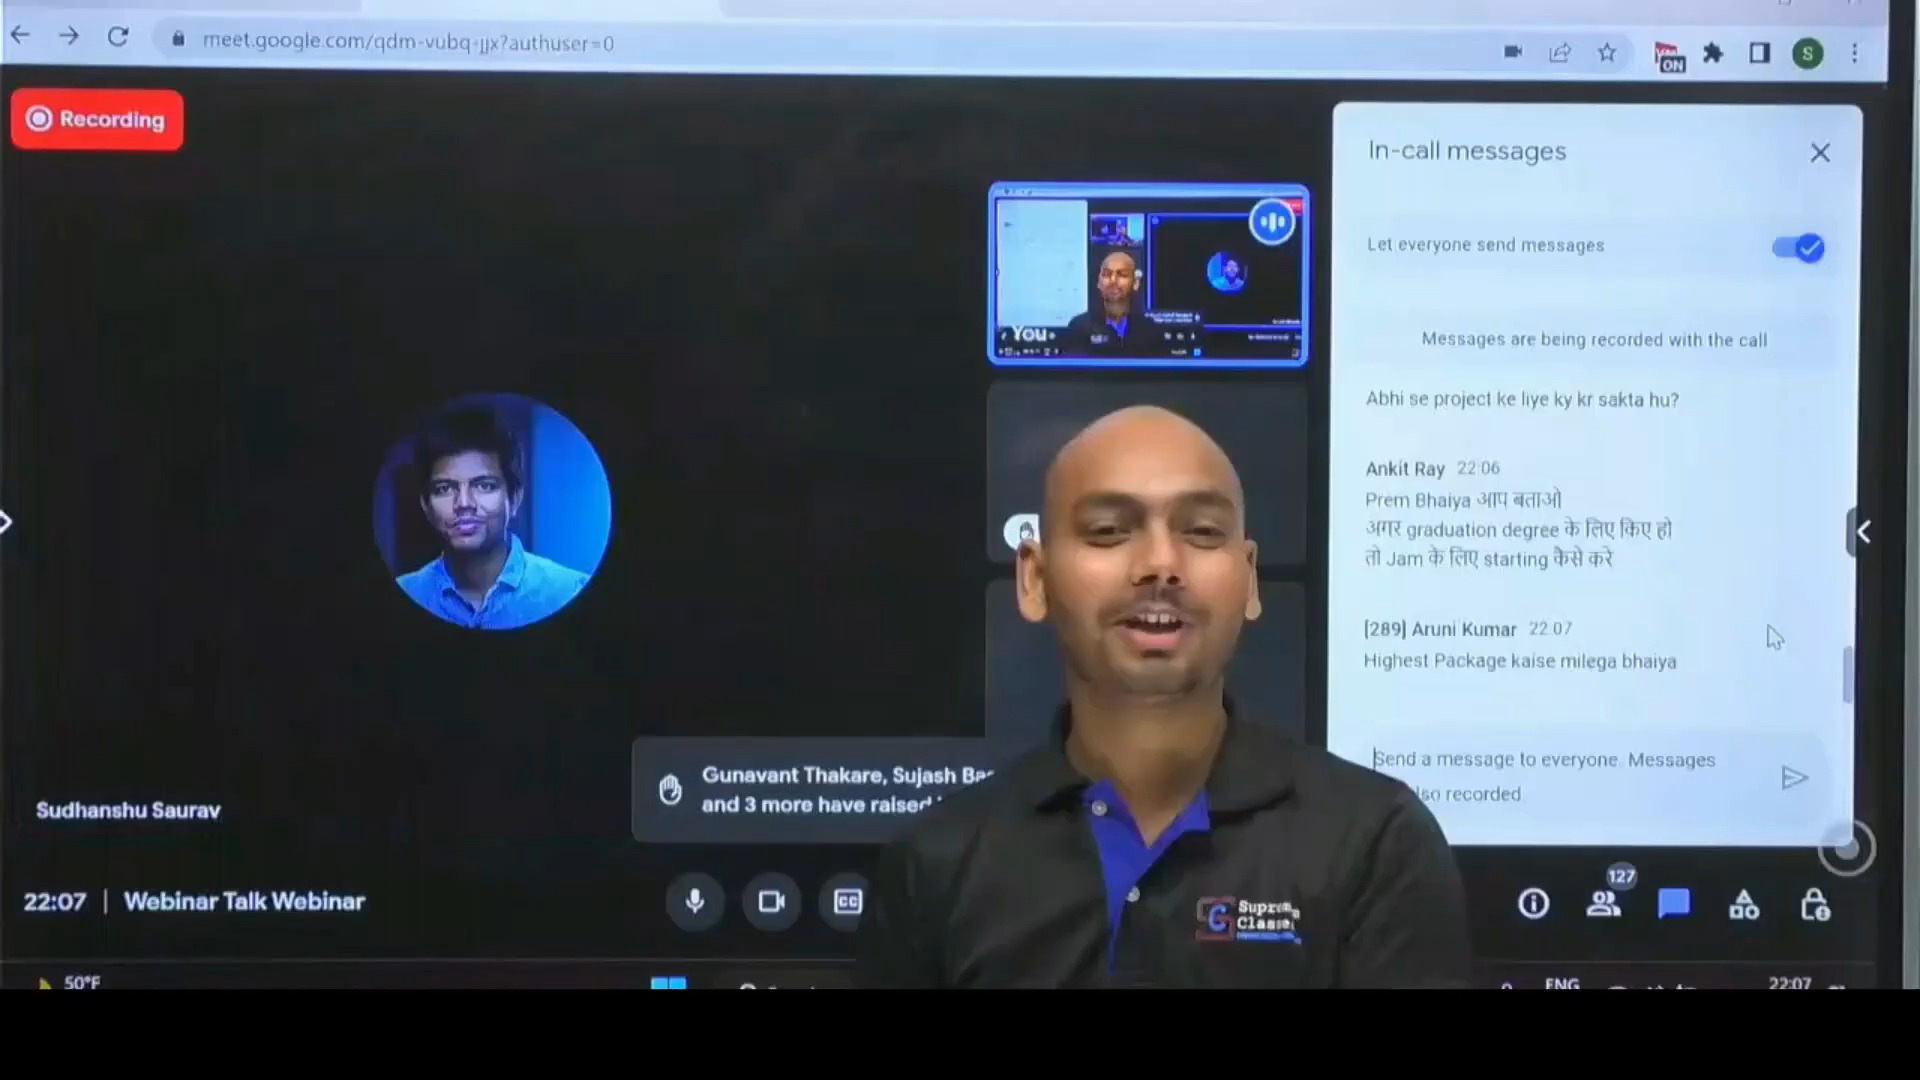 meet.google.com/qdm-vubq-jjx?authuser=0
S
ON
Recording
In-call messages
Let everyone send messages
Messages are being recorded with the call
Abhi se project ke liye ky kr sakta hu?
Ankit Ray 22:06
Prem Bhaiya आप बताओ
अगर graduation degree के लिए किए हो
तो Jam के लिए starting कैसे करे
[289] Aruni Kumar 22:07
Highest Package kaise milega bhaiya
Send a message to everyone. Messages
also recorded
You
Gunavant Thakare, Sujash
and 3 more have raised
Sudhanshu Saurav
22:07 | Webinar Talk Webinar
CC
127
50°F
ENG
22:07